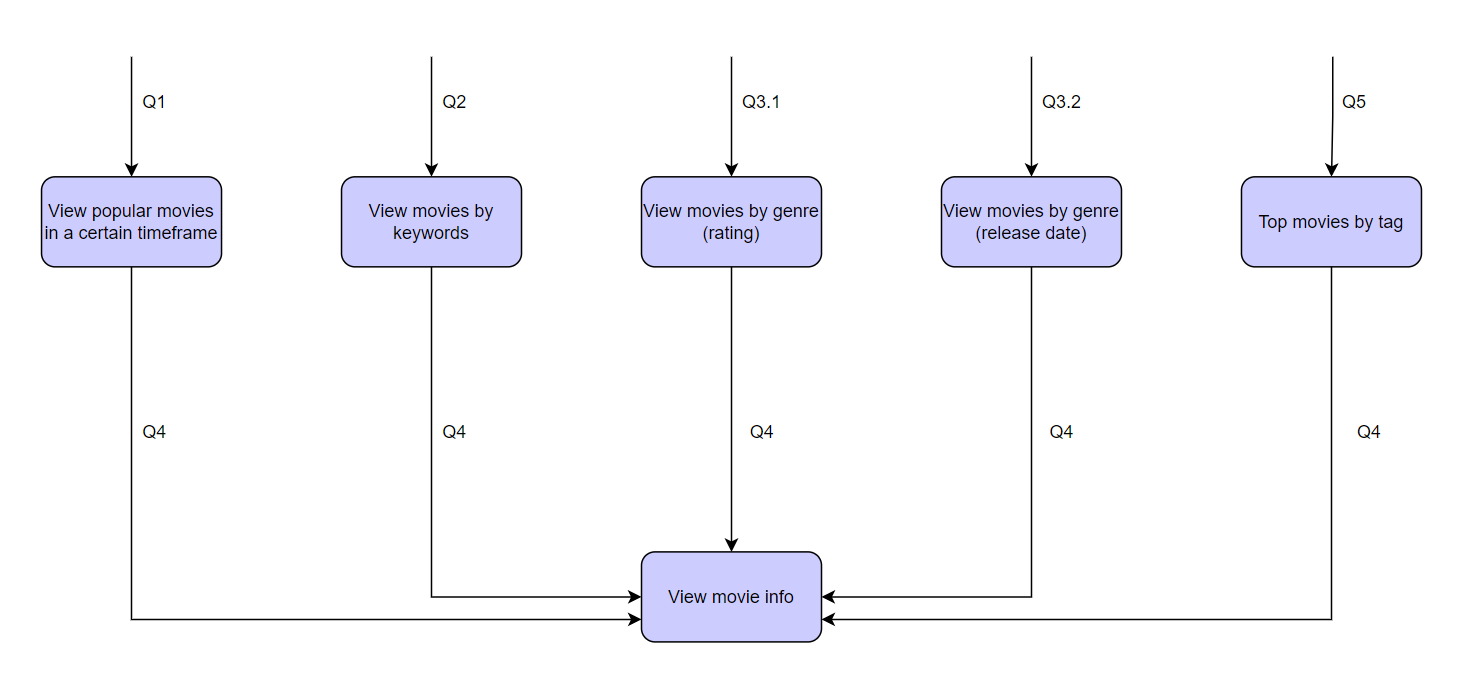 Q1
Q2
Q3.1
Q3.2
Q5
View popular movies
in a certain timeframe
View movies by
keywords
View movies by genre
(rating)
View movies by genre
(release date)
Top movies by tag
Q4
Q4
Q4
Q4
Q4
View movie info